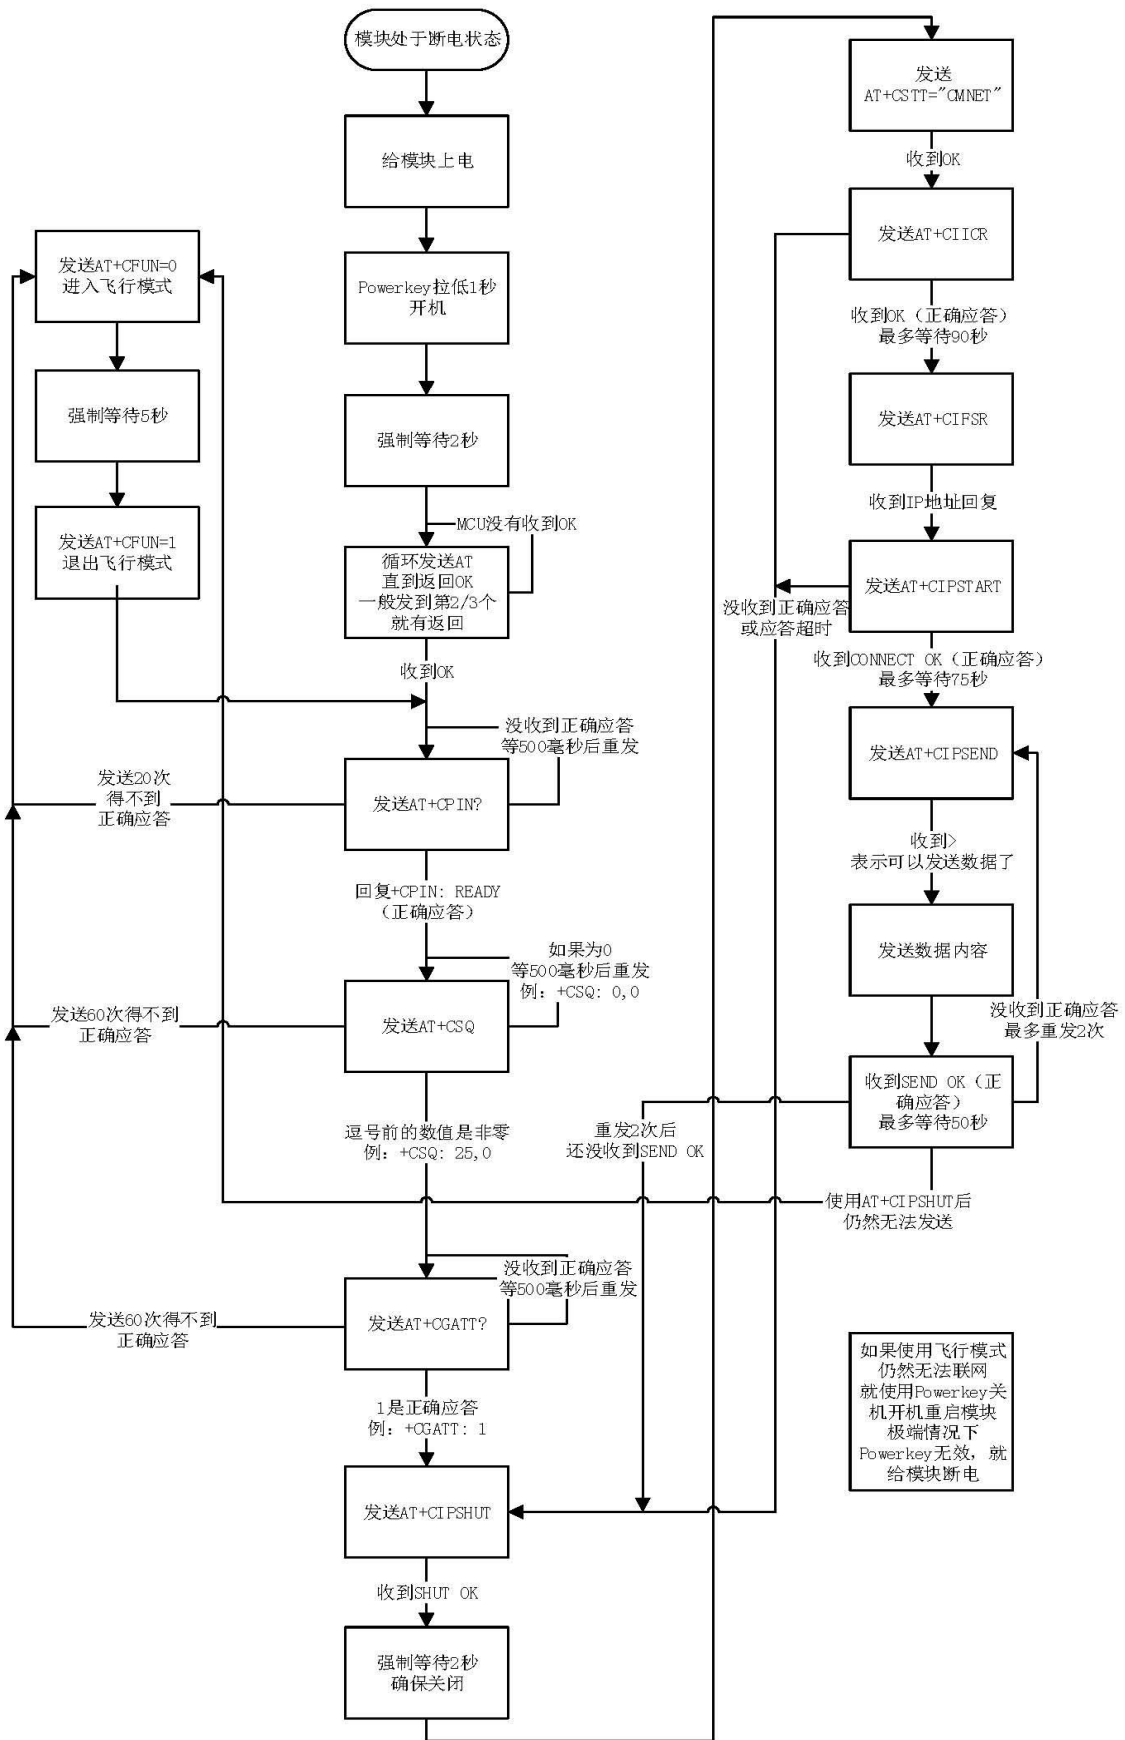 模块处于断电状态
给模块上电
Powerkey拉低1秒
开机
强制等待2秒
MCU没有收到OK
循环发送AT
直到返回OK
一般发到第2/3个
就有返回
收到OK
发送AT+CFUN=0
进入飞行模式
强制等待5秒
发送AT+CFUN=1
退出飞行模式
没收到正确应答
等500毫秒后重发
发送AT+CPIN?
发送20次
得不到
正确应答
回复+CPIN: READY
（正确应答）
如果为0
等500毫秒后重发
例：+CSQ: 0,0
发送AT+CSQ
发送60次得不到
正确应答
逗号前的数值是非零
例：+CSQ: 25,0
没收到正确应答
等500毫秒后重发
发送AT+CGATT?
发送60次得不到
正确应答
1是正确应答
例：+CGATT: 1
发送AT+CIPSHUT
收到SHUT OK
强制等待2秒
确保关闭
发送
AT+CSTT="CMNET"
收到OK
发送AT+CIICR
收到OK（正确应答）
最多等待90秒
发送AT+CIFSR
收到IP地址回复
发送AT+CIPSTART
没收到正确应答
或应答超时
收到CONNECT OK（正确应答）
最多等待75秒
发送AT+CIPSEND
收到>
表示可以发送数据了
发送数据内容
没收到正确应答
最多重发2次
收到SEND OK（正
确应答）
最多等待50秒
重发2次后
还没收到SEND OK
使用AT+CIPSHUT后
仍然无法发送
如果使用飞行模式
仍然无法联网
就使用Powerkey关
机开机重启模块
极端情况下
Powerkey无效，就
给模块断电